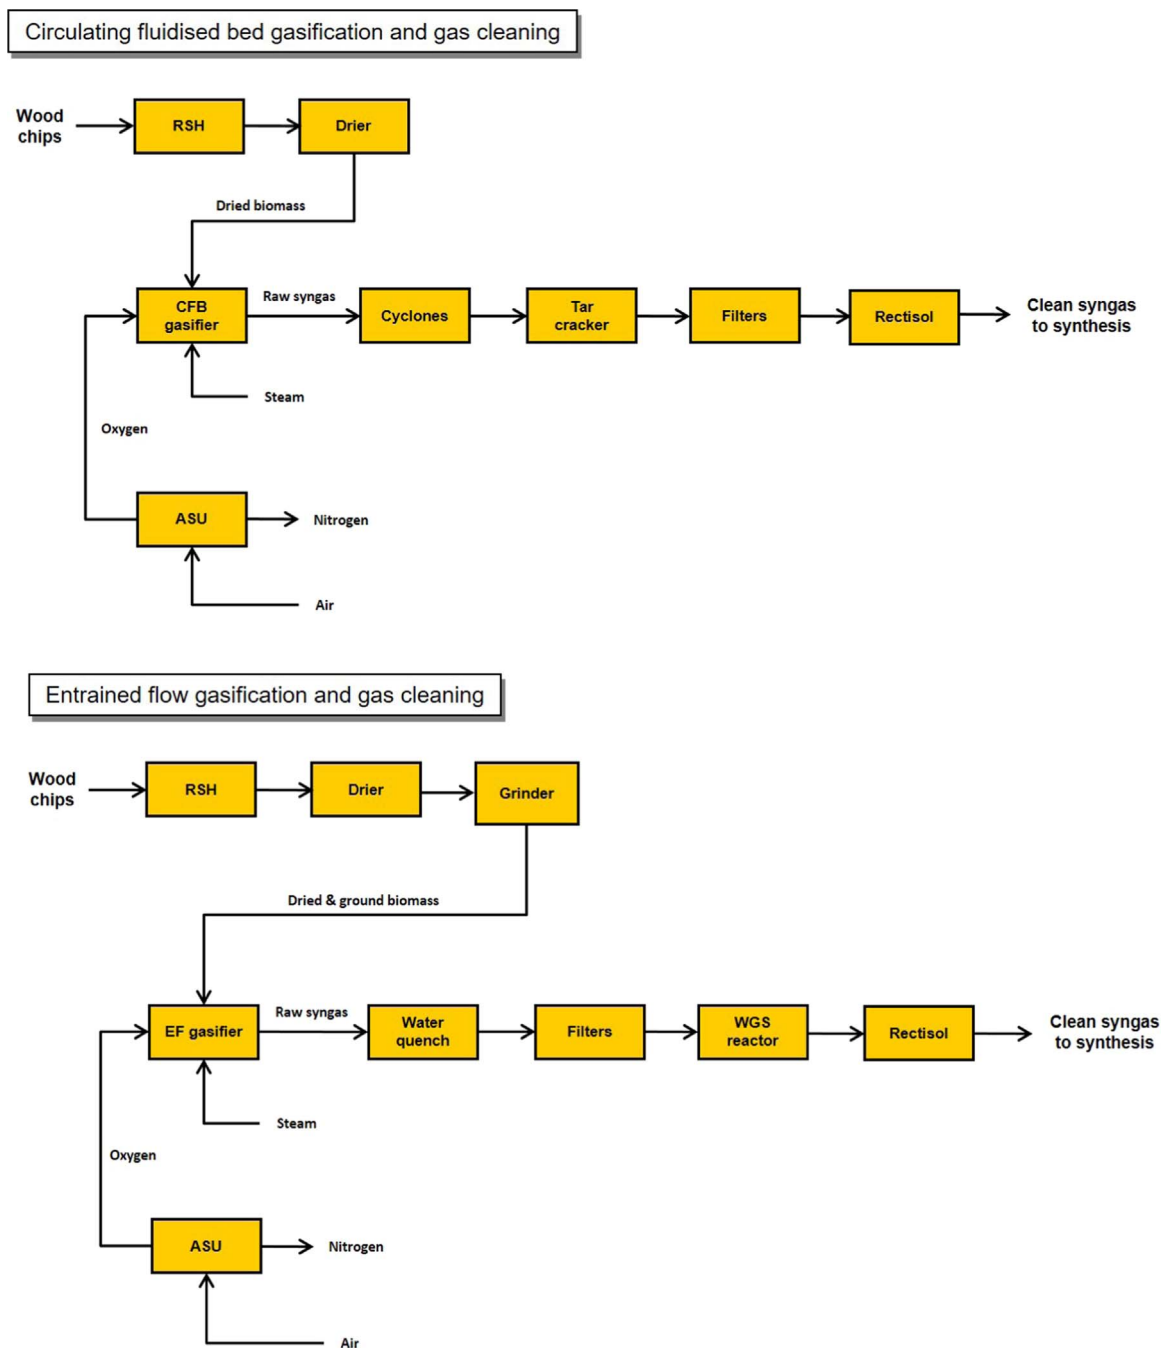 Circulating fluidised bed gasification and gas cleaning
Wood
chips
RSH
Drier
Dried biomass
CFB
gasifier
Raw syngas
Cyclones
Tar
cracker
Filters
Rectisol
Clean syngas
to synthesis
Steam
Oxygen
ASU
Nitrogen
Air
Entrained flow gasification and gas cleaning
Wood
chips
RSH
Drier
Grinder
Dried & ground biomass
EF gasifier
Raw syngas
Water
quench
Filters
WGS
reactor
Rectisol
Clean syngas
to synthesis
Steam
Oxygen
ASU
Nitrogen
Air